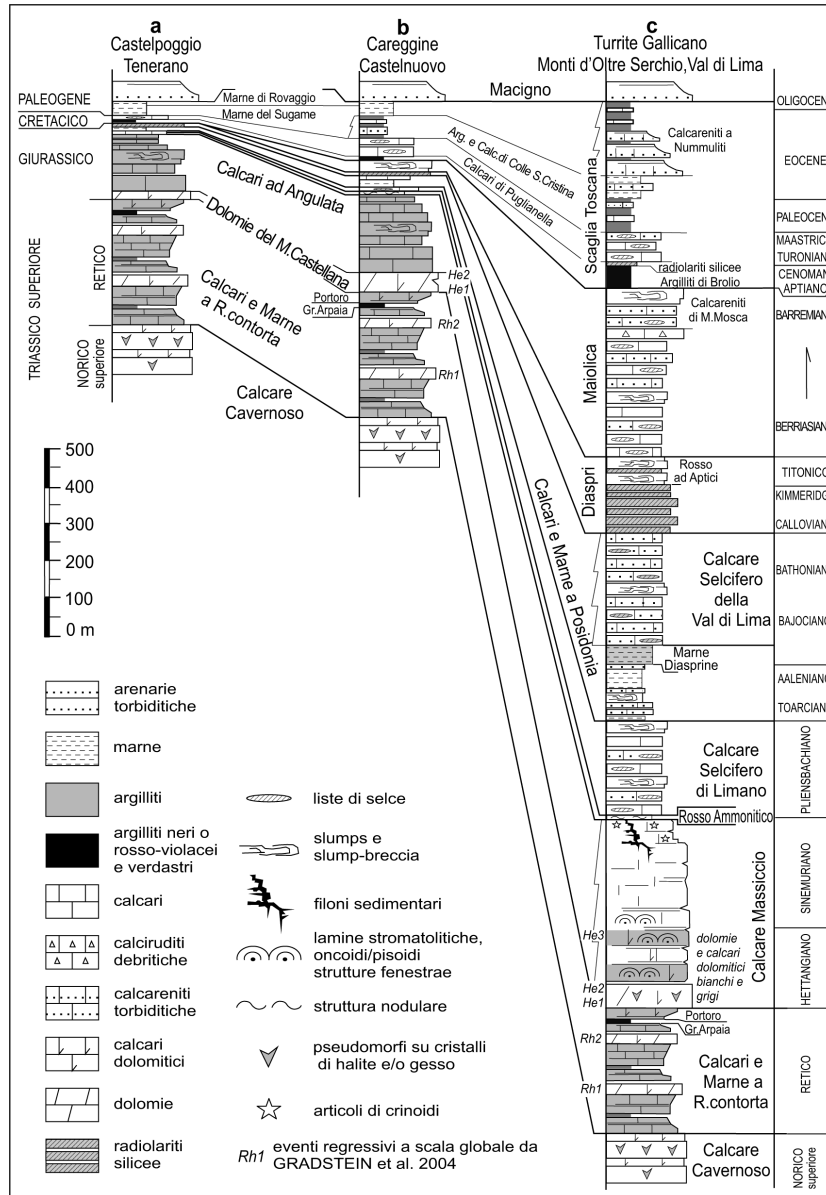 a
Castelpoggio
Tenerano
b
Careggine
Castelnuovo
c
Turrite Gallicano
Monti d'Oltre Serchio, Val di Lima
PALEOGENE
CRETACICO
GIURASSICO
TRIASSICO SUPERIORE
RETICO
NORICO
superiore
Marne di Rovaggio
Marne del Sugame
Macigno
Calcari ad Angulata
Dolomie del M.Castellana
Calcari e Marne
a R.contorta
Calcare
Cavernoso
He2
He1
Portoro
Gr.Arpaia
Rh2
Rh1
Arg. e Calc.di Colle S.Cristina
Calcari di Puglianella
Scaglia Toscana
Maiolica
Diaspri
Calcari e Marne a Posidonia
Calcareniti a
Nummuliti
radiolariti silicee
Argilliti di Brolio
Calcareniti
di M.Mosca
Rosso
ad Aptici
Calcare
Selcifero
della
Val di Lima
Marne
Diasprine
Calcare
Selcifero
di Limano
Rosso Ammonitico
Calcare Massiccio
He3
dolomie
e calcari
dolomitici
bianchi e
grigi
He2
He1
Portoro
Gr.Arpaia
Rh2
Rh1
Calcari e
Marne a
R.contorta
Calcare
Cavernoso
OLIGOCEN
EOCENE
PALEOCEN
MAASTRIC
TURONIAN
CENOMAN
APTIANO
BARREMIAN
BERRIASIAN
TITONICO
KIMMERIDG
CALLOVIAN
BATHONIAN
BAJOCIANO
AALENIANO
TOARCIAN
PLIENSBACHIANO
SINEMURIANO
HETTANGIANO
RETICO
NORICO
superiore
500
400
300
200
100
0 m
arenarie
torbiditiche
marne
argilliti
argilliti neri o
rosso-violacei
e verdastri
calcari
calciruditi
debritiche
calcareniti
torbiditiche
calcari
dolomitici
dolomie
radiolariti
silicee
liste di selce
slumps e
slump-breccia
filoni sedimentari
lamine stromatolitiche,
oncoidi/pisoidi
strutture fenestrae
struttura nodulare
pseudomorfi su cristalli
di halite e/o gesso
articoli di crinoidi
Rh1 eventi regressivi a scala globale da
GRADSTEIN et al. 2004